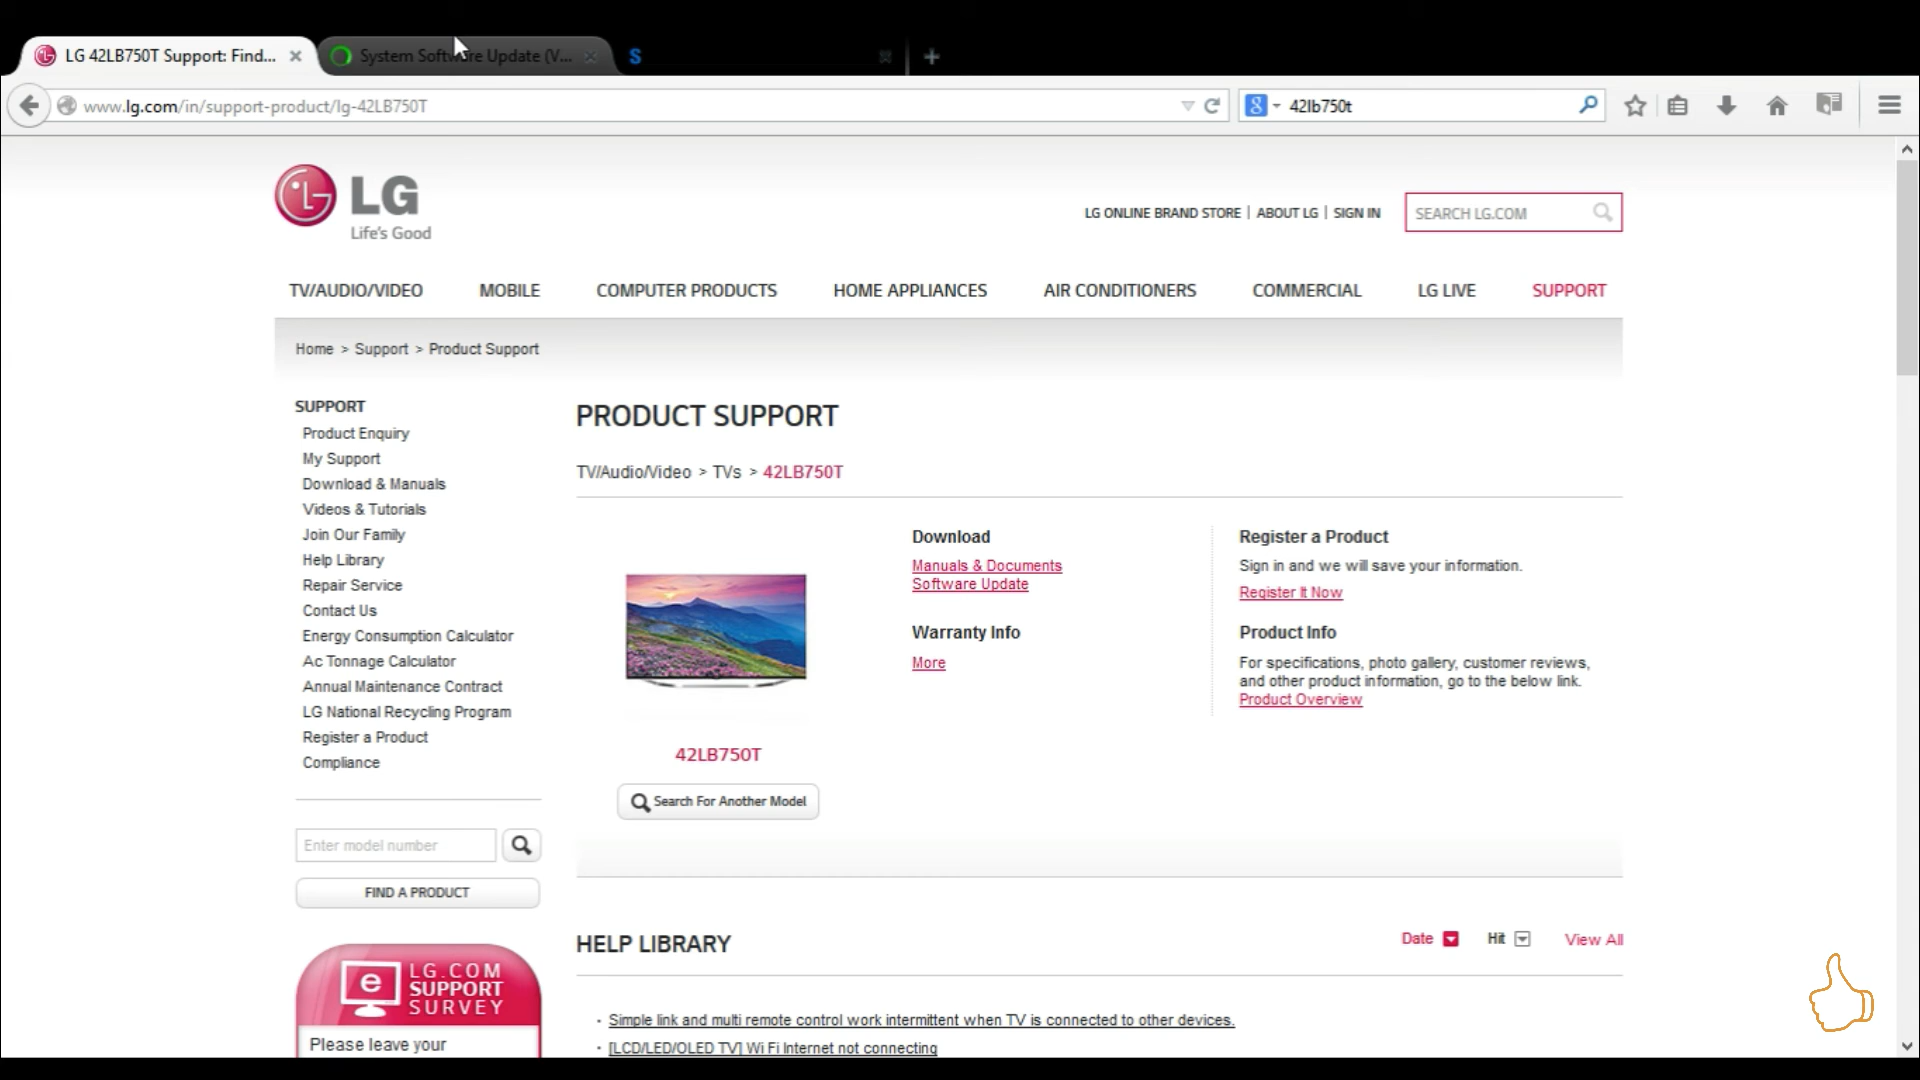 LG 42LB750T Support: Find...
System Software Update (V...
www.lg.com/in/support-product/lg-42LB750T
42lb750t
LG
Life's Good
LG ONLINE BRAND STORE | ABOUT LG | SIGN IN
SEARCH LG.COM
TV/AUDIO/VIDEO MOBILE COMPUTER PRODUCTS HOME APPLIANCES AIR CONDITIONERS COMMERCIAL LG LIVE SUPPORT
Home > Support > Product Support
SUPPORT
Product Enquiry
My Support
Download & Manuals
Videos & Tutorials
Join Our Family
Help Library
Repair Service
Contact Us
Energy Consumption Calculator
Ac Tonnage Calculator
Annual Maintenance Contract
LG National Recycling Program
Register a Product
Compliance
Enter model number
FIND A PRODUCT
e LG.COM
SUPPORT
SURVEY
Please leave your
PRODUCT SUPPORT
TV/Audio/Video > TVs > 42LB750T
42LB750T
Search For Another Model
Download
Manuals & Documents
Software Update
Warranty Info
More
Register a Product
Sign in and we will save your information.
Register It Now
Product Info
For specifications, photo gallery, customer reviews,
and other product information, go to the below link.
Product Overview
HELP LIBRARY
Date Hit View All
· Simple link and multi remote control work intermittent when TV is connected to other devices.
· [LCD/LED/OLED TV] Wi Fi Internet not connecting